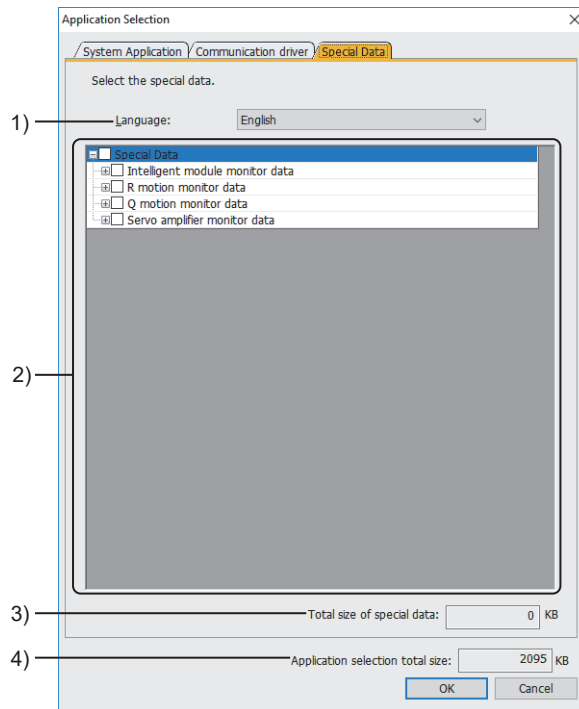 Application Selection
System Application Communication driver Special Data
Select the special data.
1) Language: English
Special Data
Intelligent module monitor data
R motion monitor data
Q motion monitor data
Servo amplifier monitor data
2)
3) Total size of special data: 0 KB
4) Application selection total size: 2095 KB
OK Cancel